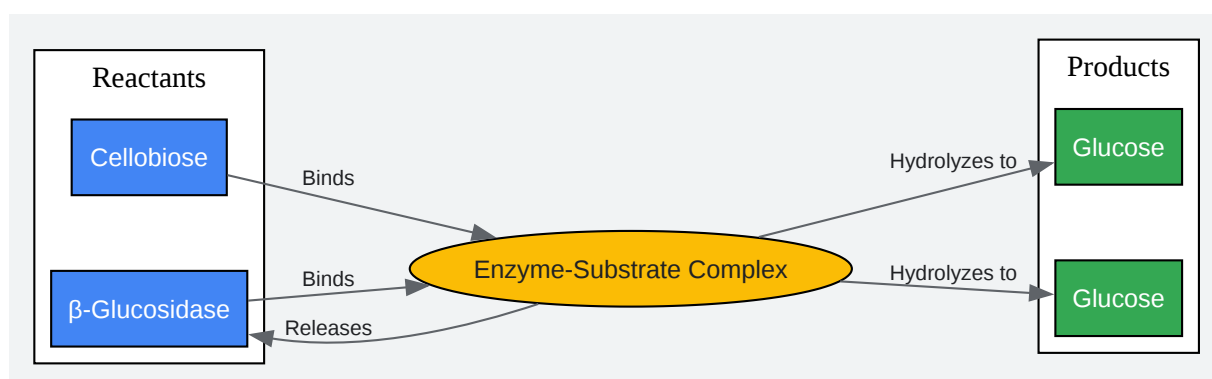 Reactants
Products
Cellobiose
Glucose
Binds
Hydrolyzes to
Enzyme-Substrate Complex
Binds
Hydrolyzes to
β-Glucosidase
Glucose
Releases